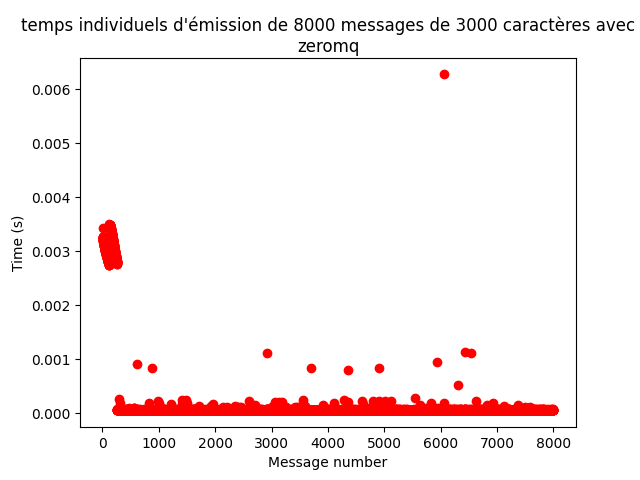 temps individuels d'émission de 8000 messages de 3000 caractères avec
zeromq
0.006
0.005
0.004
0.003
0.002
0.001
0.000
Time (s)
0 1000 2000 3000 4000 5000 6000 7000 8000
Message number